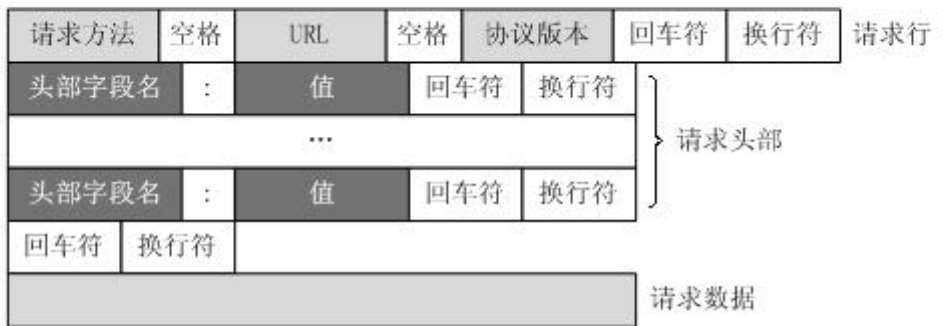 请求方法 空格 URL 空格 协议版本 回车符 换行符 请求行
头部字段名 : 值 回车符 换行符
...
请求头部
头部字段名 : 值 回车符 换行符
回车符 换行符
请求数据